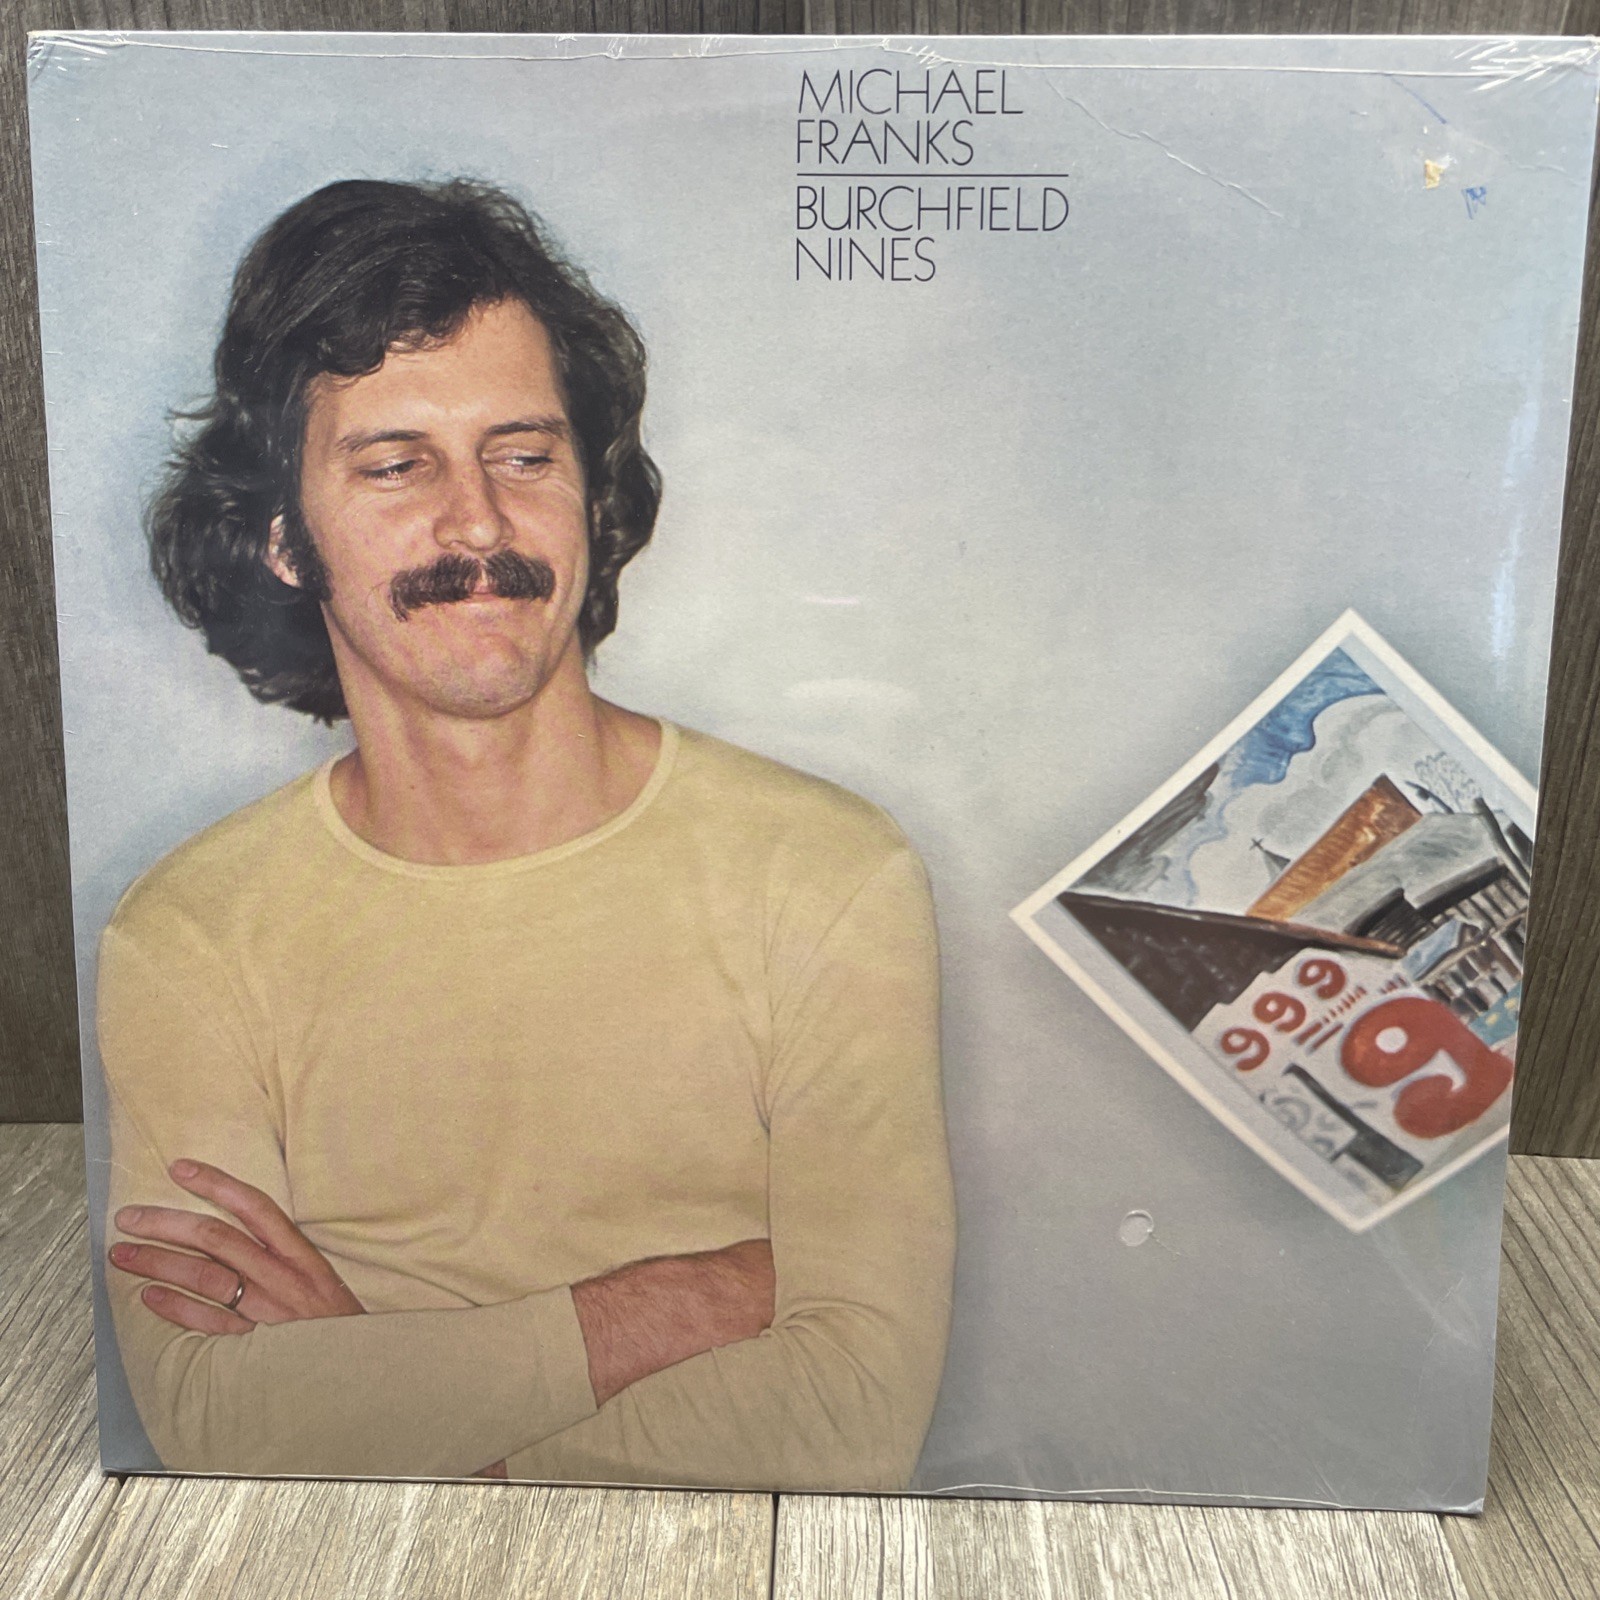 MICHAEL
FRANKS
BURCHFIELD
NINES
999
9